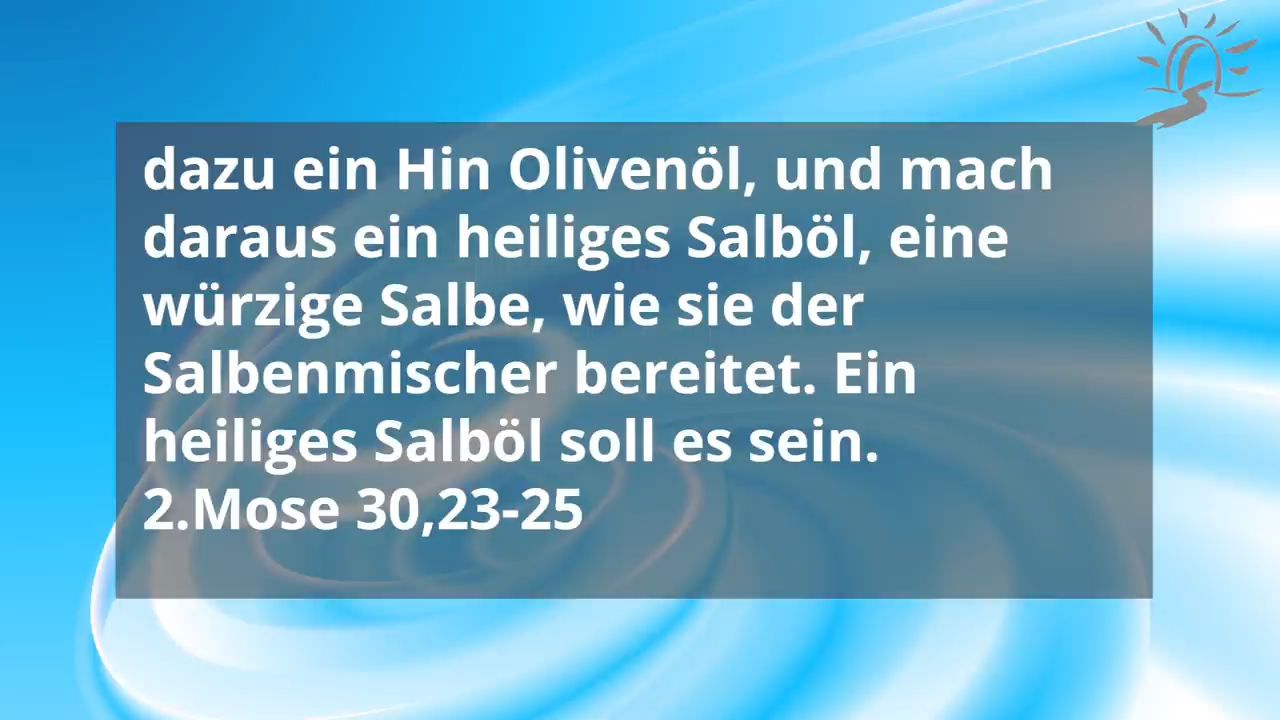 dazu ein Hin Olivenöl, und mach
daraus ein heiliges Salböl, eine
würzige Salbe, wie sie der
Salbenmischer bereitet. Ein
heiliges Salböl soll es sein.
2.Mose 30,23-25